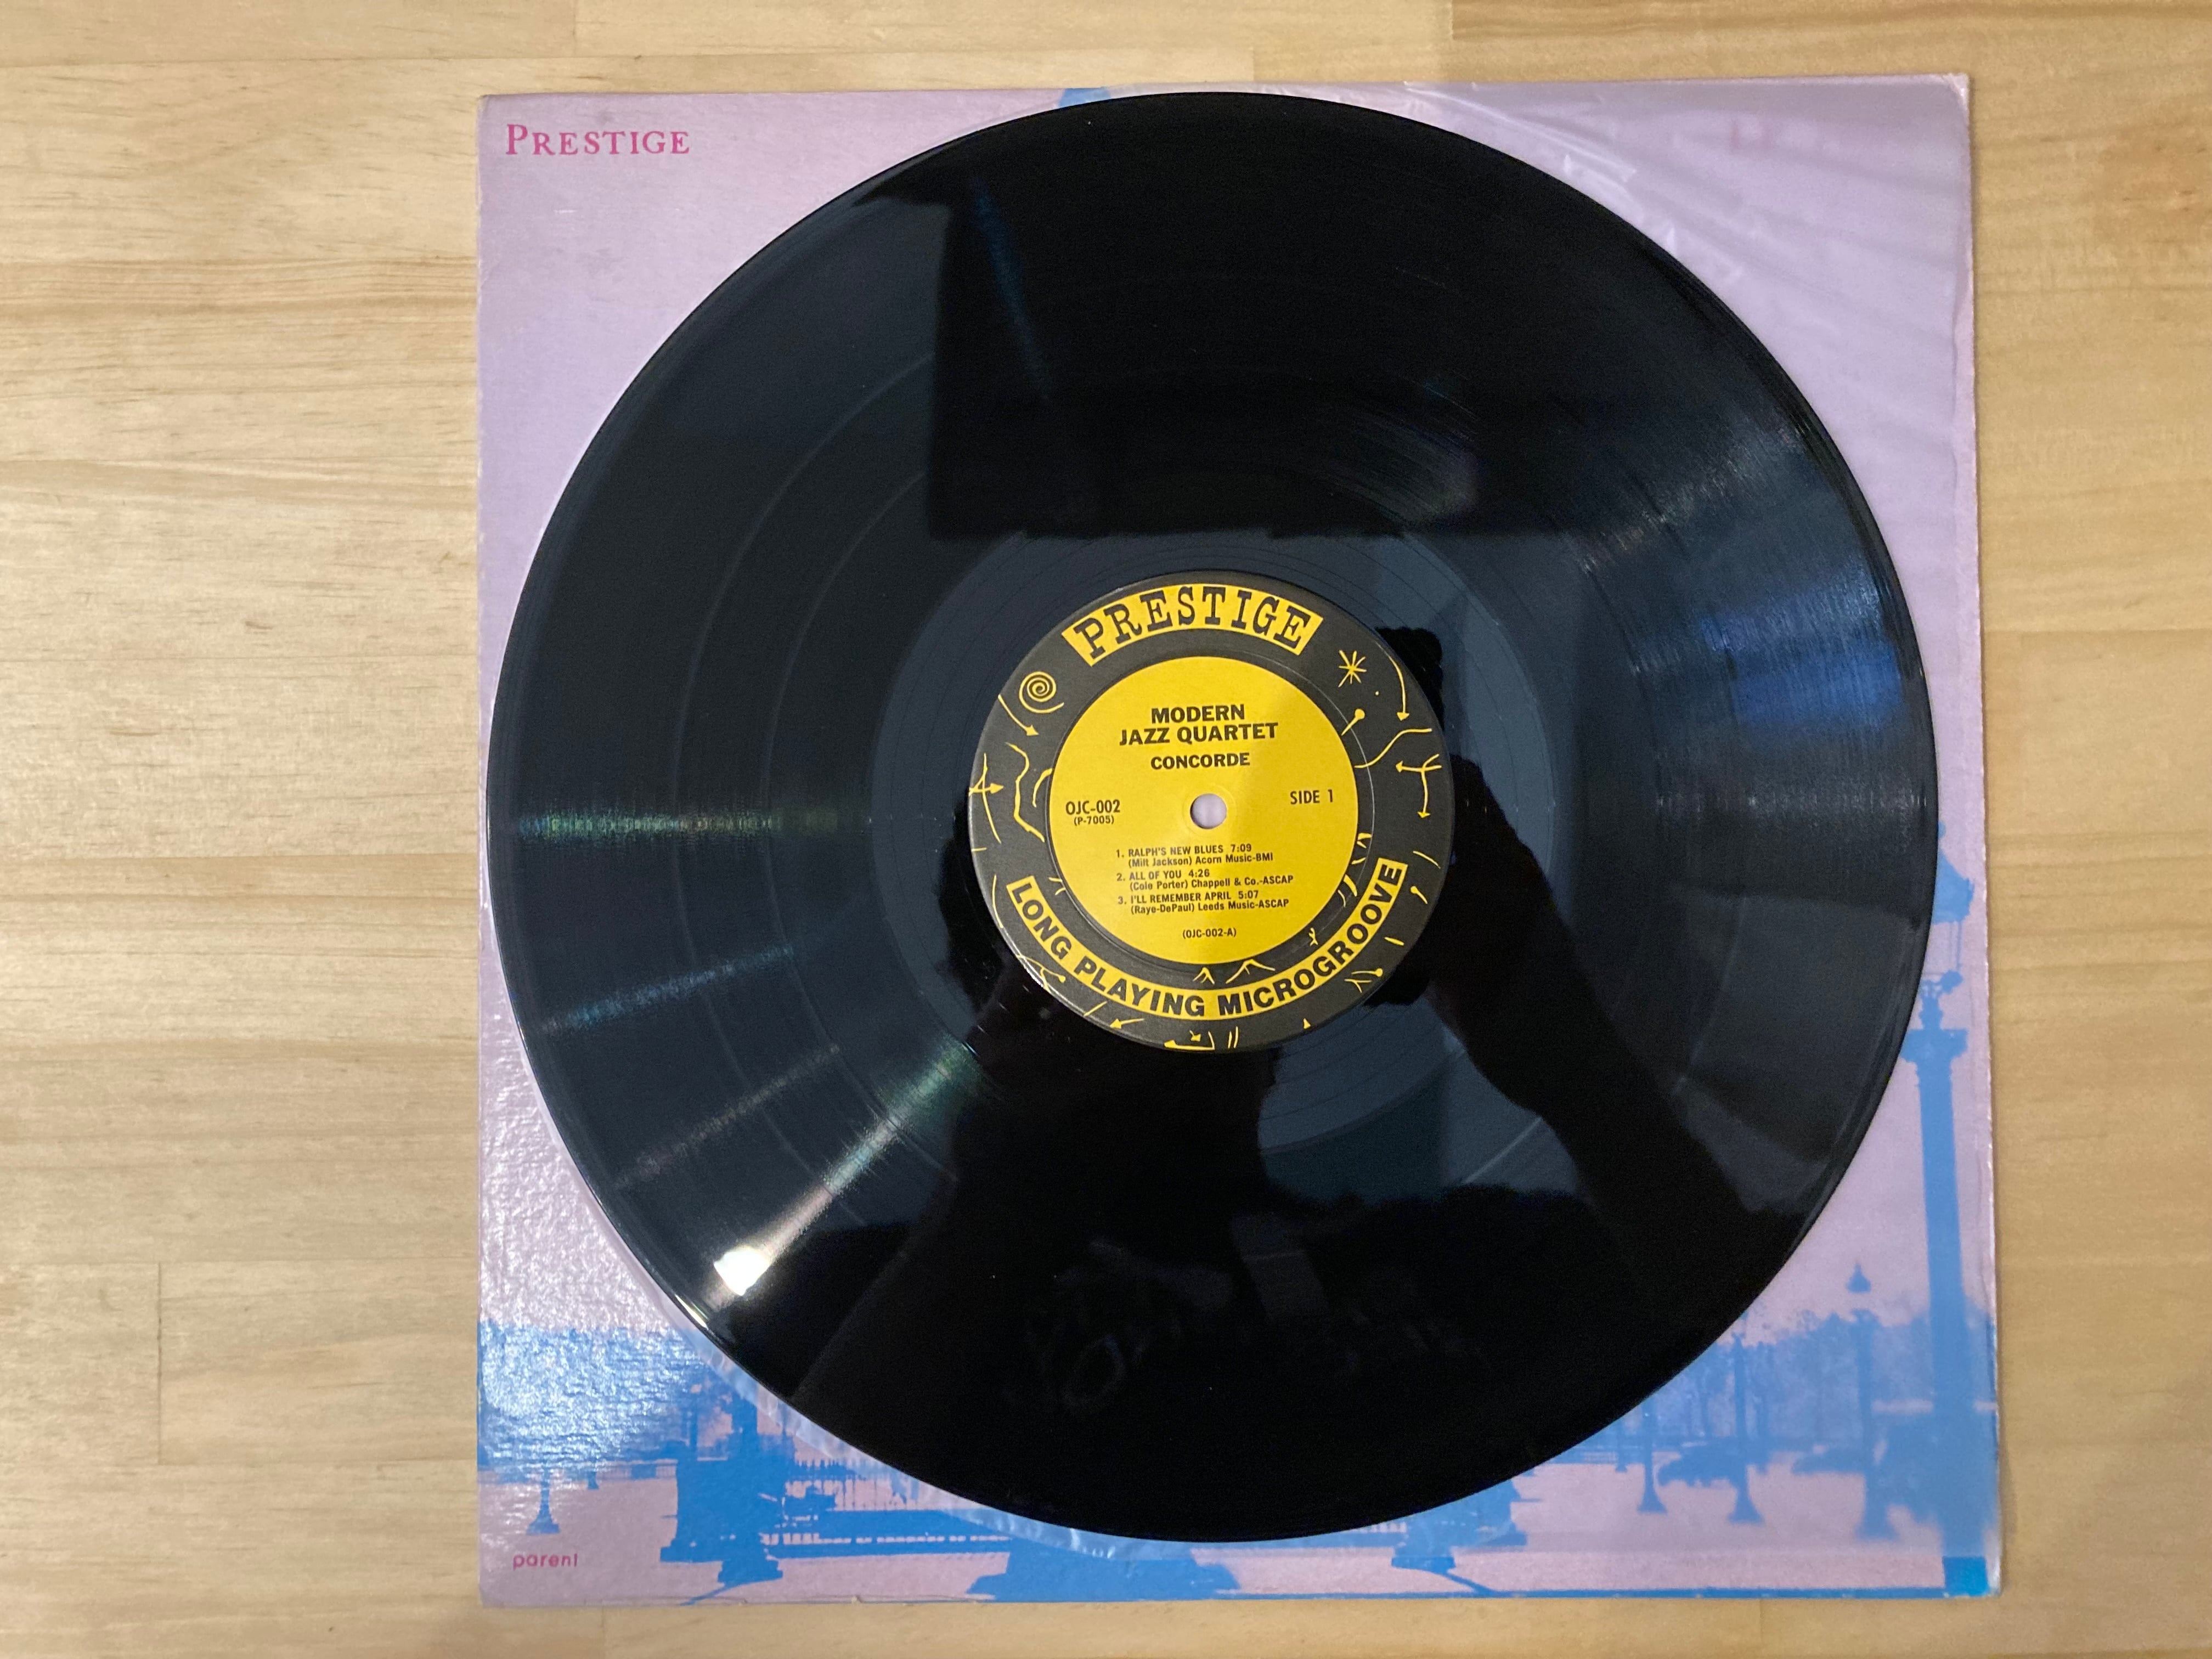 PRESTIGE
PRESTIGE
MODERN
JAZZ QUARTET
CONCORDE
OJC-002
(P-7005)
SIDE 1
1. RALPH'S NEW BLUES 7:09
(Milt Jackson) Acorn Music-BMI
2. ALL OF YOU 4:26
(Cole Porter) Chappell & Co.-ASCAP
3. I'LL REMEMBER APRIL 5:07
(Raye-DePaul) Leeds Music-ASCAP
(OJC-002-A)
LONG PLAYING MICROGROOVE
parent